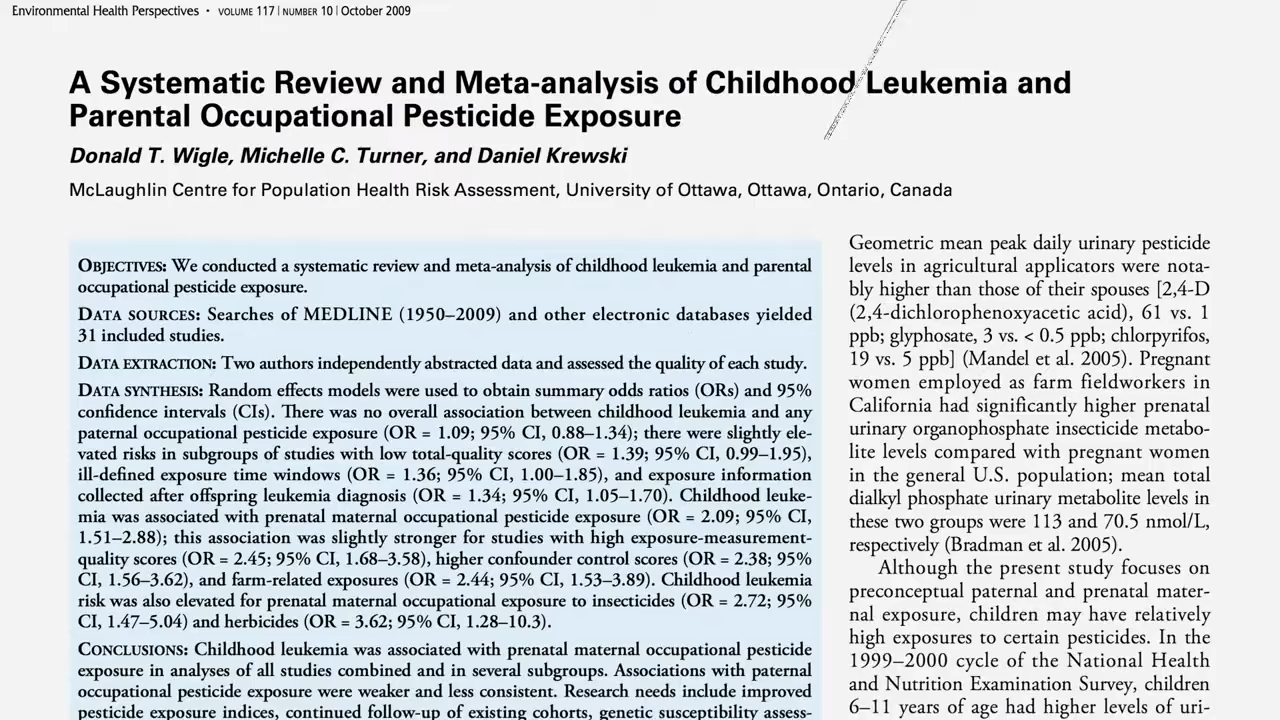 Environmental Health Perspectives • VOLUME 117 | NUMBER 10 | October 2009
A Systematic Review and Meta-analysis of Childhood Leukemia and
Parental Occupational Pesticide Exposure
Donald T. Wigle, Michelle C. Turner, and Daniel Krewski
McLaughlin Centre for Population Health Risk Assessment, University of Ottawa, Ottawa, Ontario, Canada
OBJECTIVES: We conducted a systematic review and meta-analysis of childhood leukemia and parental
occupational pesticide exposure.
DATA SOURCES: Searches of MEDLINE (1950–2009) and other electronic databases yielded
31 included studies.
DATA EXTRACTION: Two authors independently abstracted data and assessed the quality of each study.
DATA SYNTHESIS: Random effects models were used to obtain summary odds ratios (ORs) and 95%
confidence intervals (CIs). There was no overall association between childhood leukemia and any
paternal occupational pesticide exposure (OR = 1.09; 95% CI, 0.88–1.34); there were slightly ele-
vated risks in subgroups of studies with low total-quality scores (OR = 1.39; 95% CI, 0.99–1.95),
ill-defined exposure time windows (OR = 1.36; 95% CI, 1.00–1.85), and exposure information
collected after offspring leukemia diagnosis (OR = 1.34; 95% CI, 1.05–1.70). Childhood leuke-
mia was associated with prenatal maternal occupational pesticide exposure (OR = 2.09; 95% CI,
1.51–2.88); this association was slightly stronger for studies with high exposure-measurement-
quality scores (OR = 2.45; 95% CI, 1.68–3.58), higher confounder control scores (OR = 2.38; 95%
CI, 1.56–3.62), and farm-related exposures (OR = 2.44; 95% CI, 1.53–3.89). Childhood leukemia
risk was also elevated for prenatal maternal occupational exposure to insecticides (OR = 2.72; 95%
CI, 1.47–5.04) and herbicides (OR = 3.62; 95% CI, 1.28–10.3).
CONCLUSIONS: Childhood leukemia was associated with prenatal maternal occupational pesticide
exposure in analyses of all studies combined and in several subgroups. Associations with paternal
occupational pesticide exposure were weaker and less consistent. Research needs include improved
pesticide exposure indices, continued follow-up of existing cohorts, genetic susceptibility assess-
Geometric mean peak daily urinary pesticide
levels in agricultural applicators were nota-
bly higher than those of their spouses [2,4-D
(2,4-dichlorophenoxyacetic acid), 61 vs. 1
ppb; glyphosate, 3 vs. < 0.5 ppb; chlorpyrifos,
19 vs. 5 ppb] (Mandel et al. 2005). Pregnant
women employed as farm fieldworkers in
California had significantly higher prenatal
urinary organophosphate insecticide metabo-
lite levels compared with pregnant women
in the general U.S. population; mean total
dialkyl phosphate urinary metabolite levels in
these two groups were 113 and 70.5 nmol/L,
respectively (Bradman et al. 2005).
Although the present study focuses on
preconceptual paternal and prenatal mater-
nal exposure, children may have relatively
high exposures to certain pesticides. In the
1999–2000 cycle of the National Health
and Nutrition Examination Survey, children
6–11 years of age had higher levels of uri-